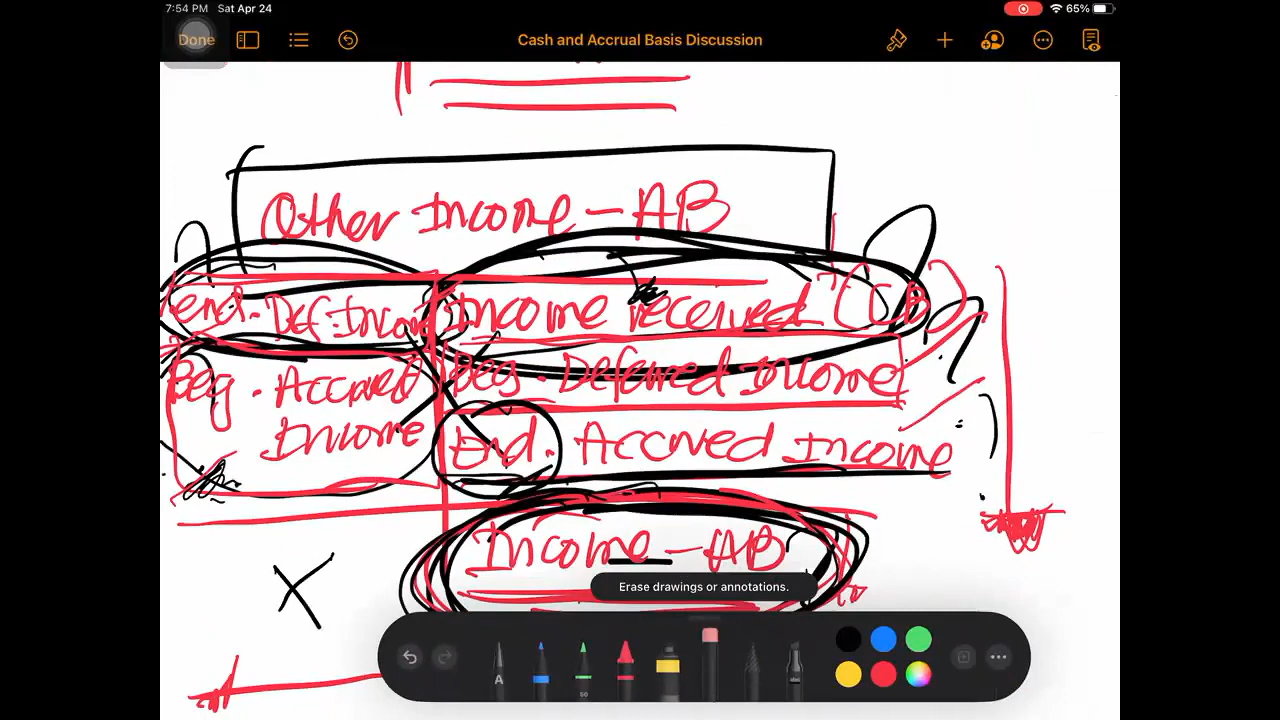 7:54 PM Sat Apr 24
65%
Done
Cash and Accrual Basis Discussion
Other Income - AB
end. Def. Income
Income received (CB)
Beg. Accrued
Income
Beg. Deferred Income
End. Accrued Income
Income - AB
Erase drawings or annotations.
A
50